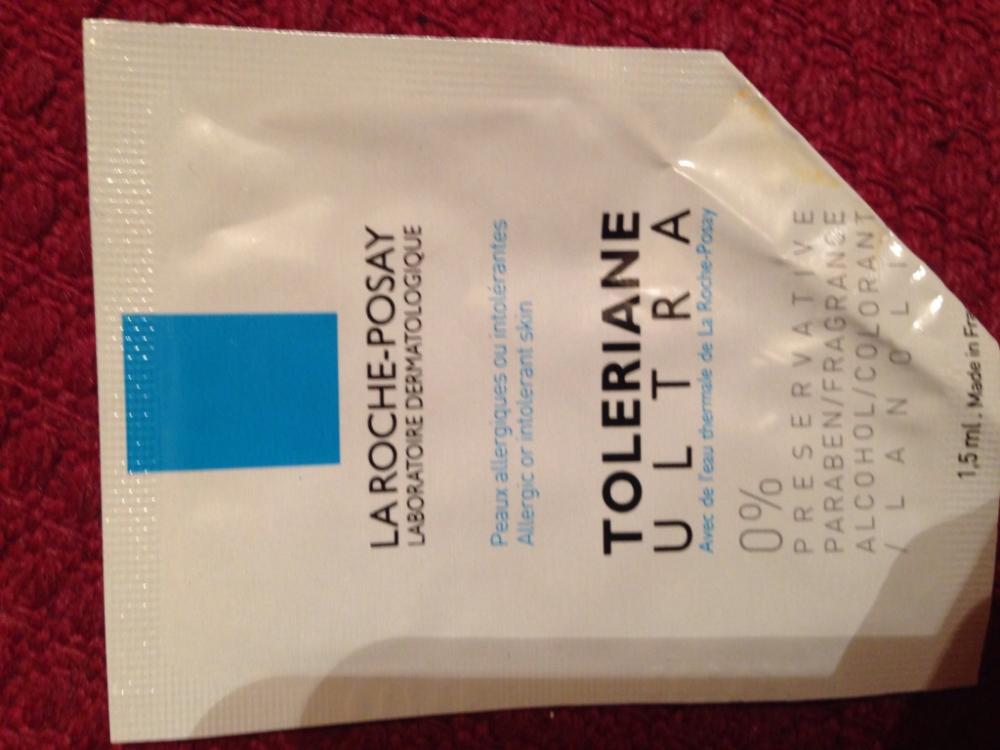 LA ROCHE-POSAY
LABORATOIRE DERMATOLOGIQUE
Peaux allergiques ou intolérantes
Allergic or intolerant skin
TOLERIANE
ULTRA
Avec de l'eau thermale de La Roche-Posay
0%
PRESERVATIVE
PARABEN/FRAGRANCE
ALCOHOL/COLORANT
/LANOLI
1,5 ml. Made in Fra